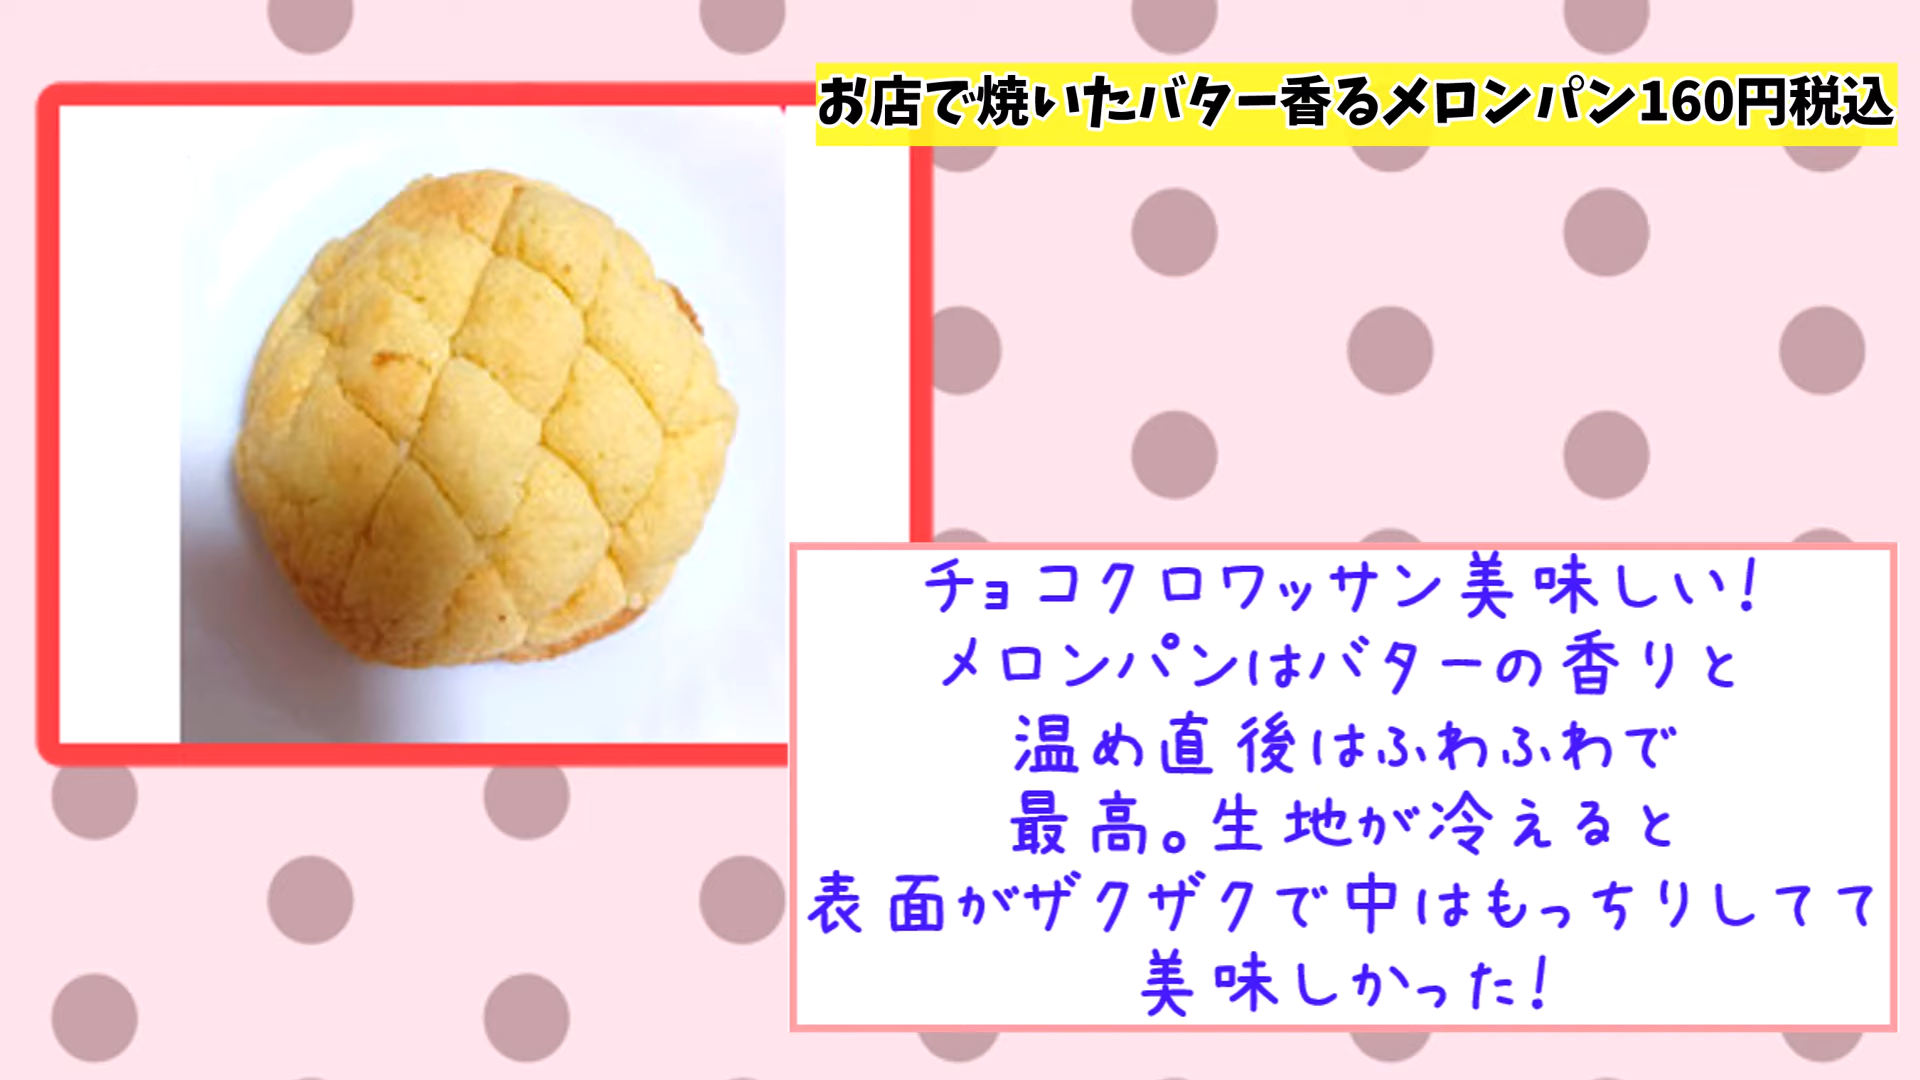 お店で焼いたバター香るメロンパン160円税込
チョコクロワッサン美味しい!
メロンパンはバターの香りと
温め直後はふわふわで
最高。生地が冷えると
表面がザクザクで中はもっちりしてて
美味しかった!